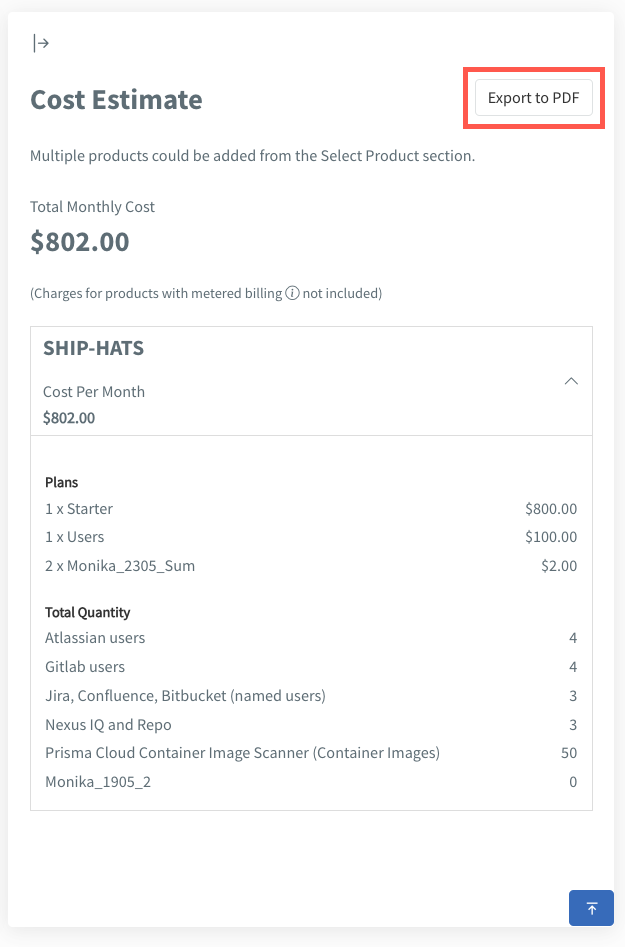 Cost Estimate
Export to PDF
Multiple products could be added from the Select Product section.
Total Monthly Cost
$802.00
(Charges for products with metered billing not included)
SHIP-HATS
Cost Per Month
$802.00
Plans
1 x Starter $800.00
1 x Users $100.00
2 x Monika_2305_Sum $2.00
Total Quantity
Atlassian users 4
Gitlab users 4
Jira, Confluence, Bitbucket (named users) 3
Nexus IQ and Repo 3
Prisma Cloud Container Image Scanner (Container Images) 50
Monika_1905_2 0